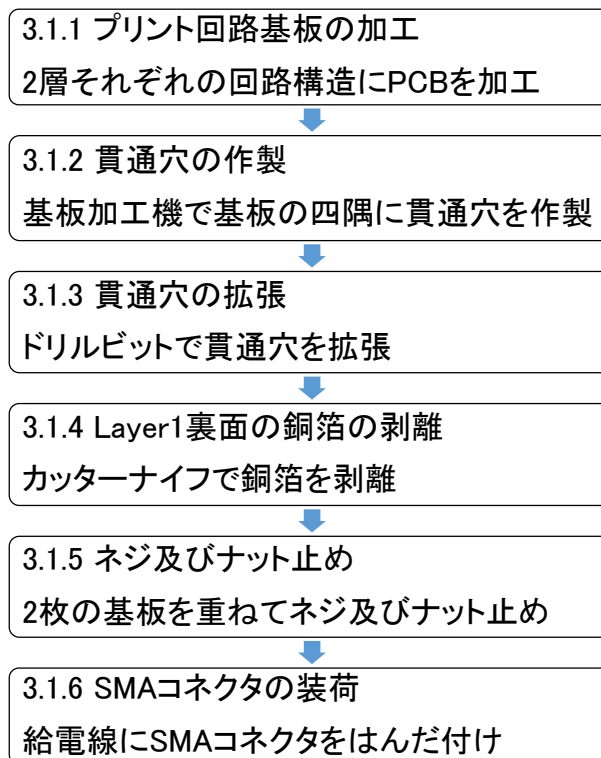 3.1.1 プリント回路基板の加工
2層それぞれの回路構造にPCBを加工
3.1.2 貫通穴の作製
基板加工機で基板の四隅に貫通穴を作製
3.1.3 貫通穴の拡張
ドリルビットで貫通穴を拡張
3.1.4 Layer1裏面の銅箔の剥離
カッターナイフで銅箔を剥離
3.1.5 ネジ及びナット止め
2枚の基板を重ねてネジ及びナット止め
3.1.6 SMAコネクタの装荷
給電線にSMAコネクタをはんだ付け